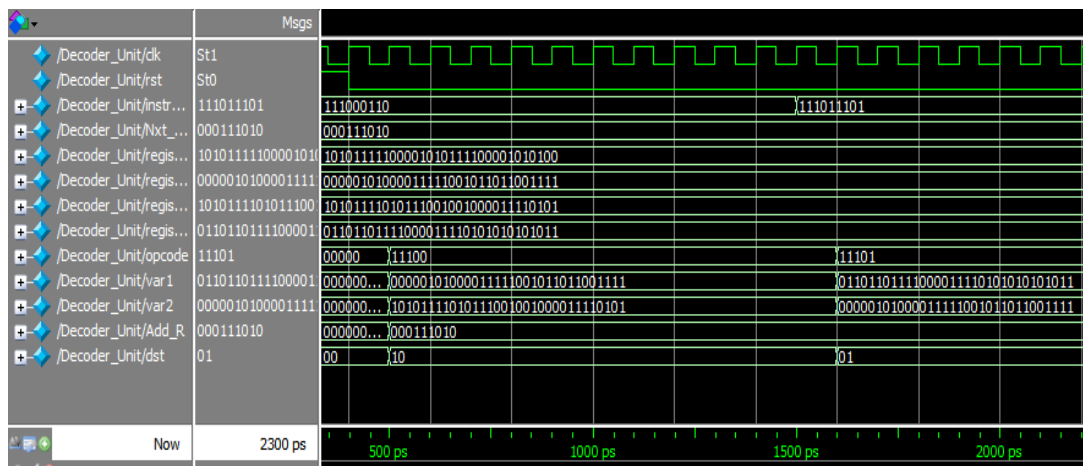 Msgs
/Decoder_Unit/clk St1
/Decoder_Unit/rst St0
/Decoder_Unit/instr... 111011101 111000110 111011101
/Decoder_Unit/Nxt_... 000111010 000111010
/Decoder_Unit/regis... 10101111100001010 10101111100001010111100001010100
/Decoder_Unit/regis... 0000010100001111 000001010000111111001011011001111
/Decoder_Unit/regis... 1010111101011100 10101111010111001001000011110101
/Decoder_Unit/regis... 0110110111100001 01101101111000011110101010101011
/Decoder_Unit/opcode 11101 00000 11100 11101
/Decoder_Unit/var1 0110110111100001 000000... 00000101000011111001011011001111 01101101111000011110101010101011
/Decoder_Unit/var2 0000010100001111 000000... 10101111010111001001000011110101 00000101000011111001011011001111
/Decoder_Unit/Add_R 000111010 000000... 000111010
/Decoder_Unit/dst 01 00 10 01
Now 2300 ps 500 ps 1000 ps 1500 ps 2000 ps